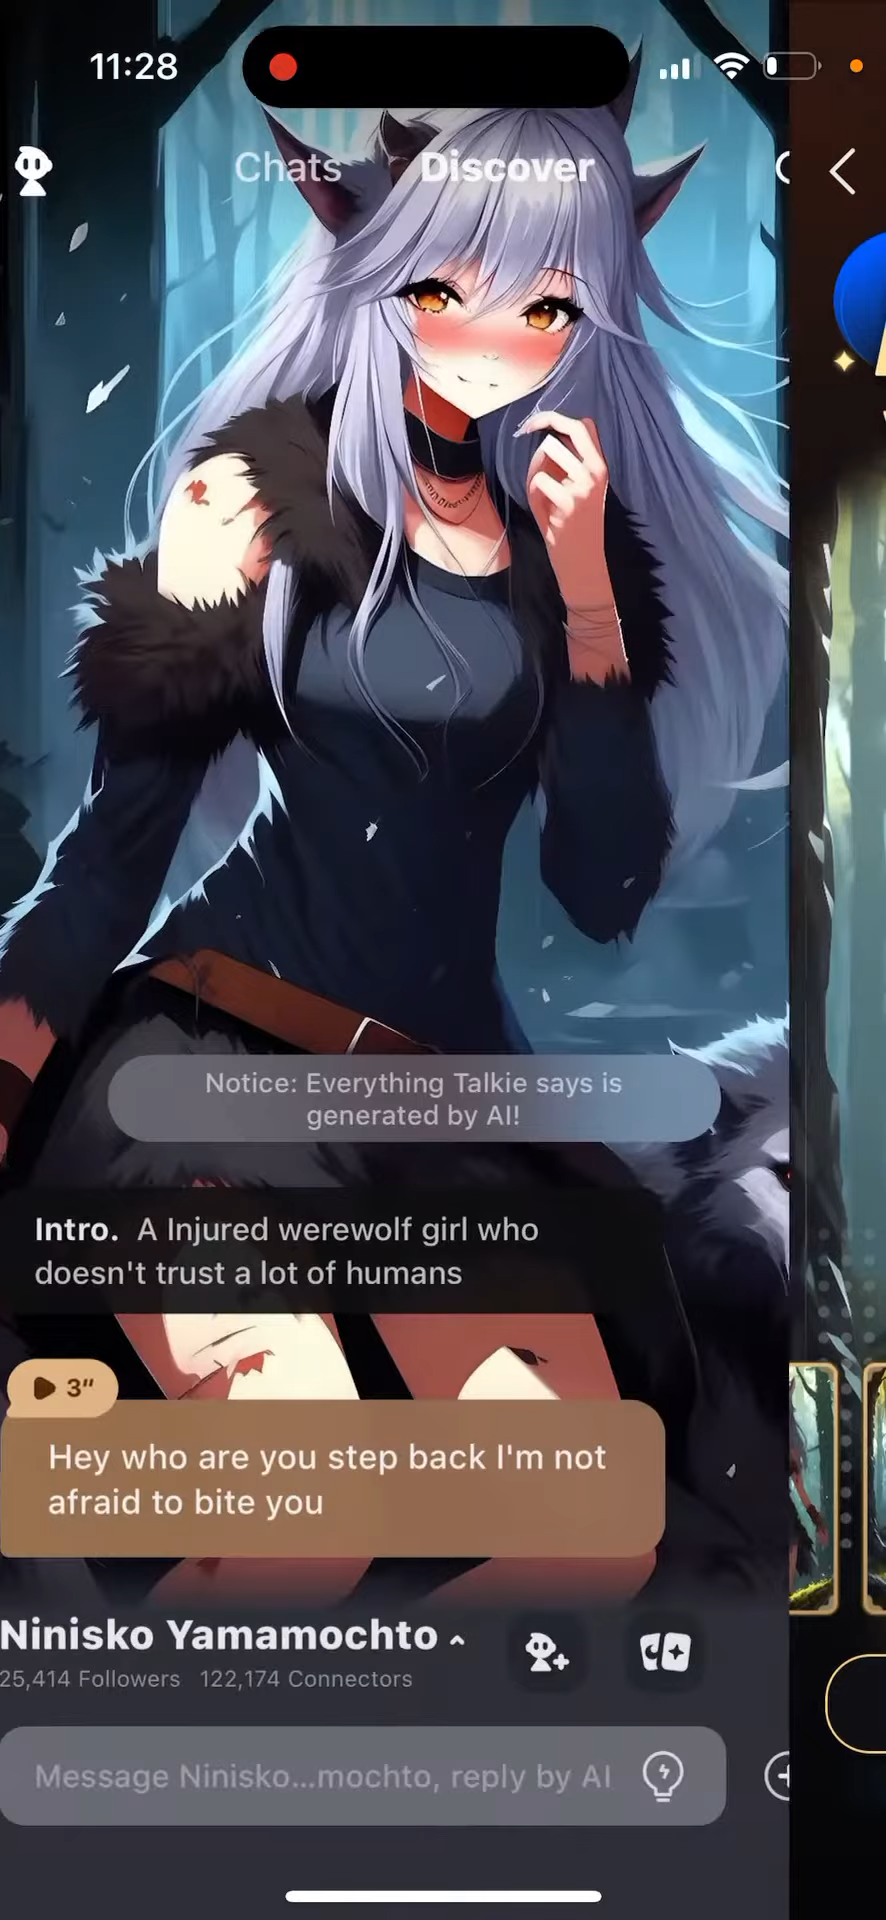 11:28
Chats Discover
Notice: Everything Talkie says is
generated by AI!
Intro. A Injured werewolf girl who
doesn't trust a lot of humans
3"
Hey who are you step back I'm not
afraid to bite you
Ninisko Yamamochto
25,414 Followers 122,174 Connectors
Message Ninisko...mochto, reply by AI